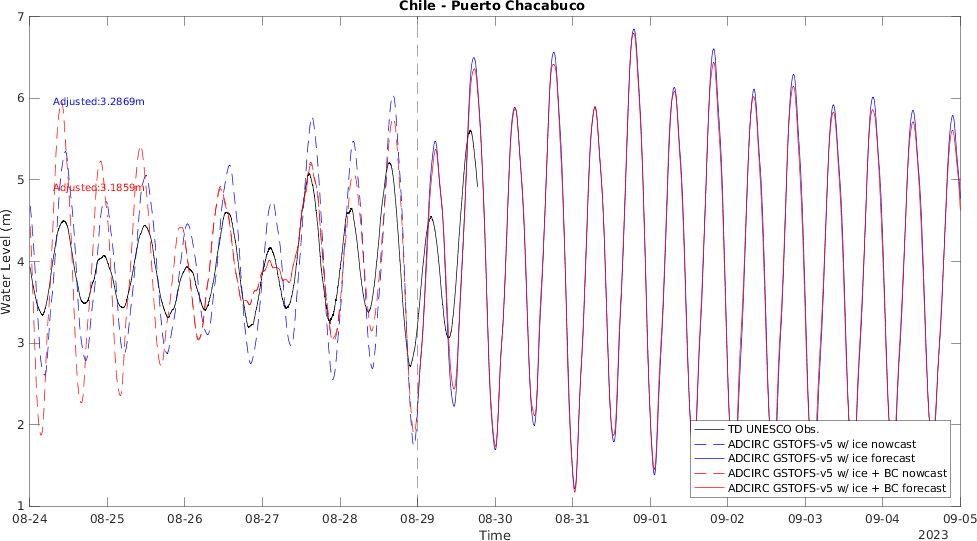 Chile - Puerto Chacabuco
7
6
5
4
3
2
1
Water Level (m)
Adjusted:3.2869m
Adjusted:3.1859m
TD UNESCO Obs.
ADCIRC GSTOFS-v5 w/ ice nowcast
ADCIRC GSTOFS-v5 w/ ice forecast
ADCIRC GSTOFS-v5 w/ ice + BC nowcast
ADCIRC GSTOFS-v5 w/ ice + BC forecast
08-24 08-25 08-26 08-27 08-28 08-29 08-30 08-31 09-01 09-02 09-03 09-04 09-05
Time
2023